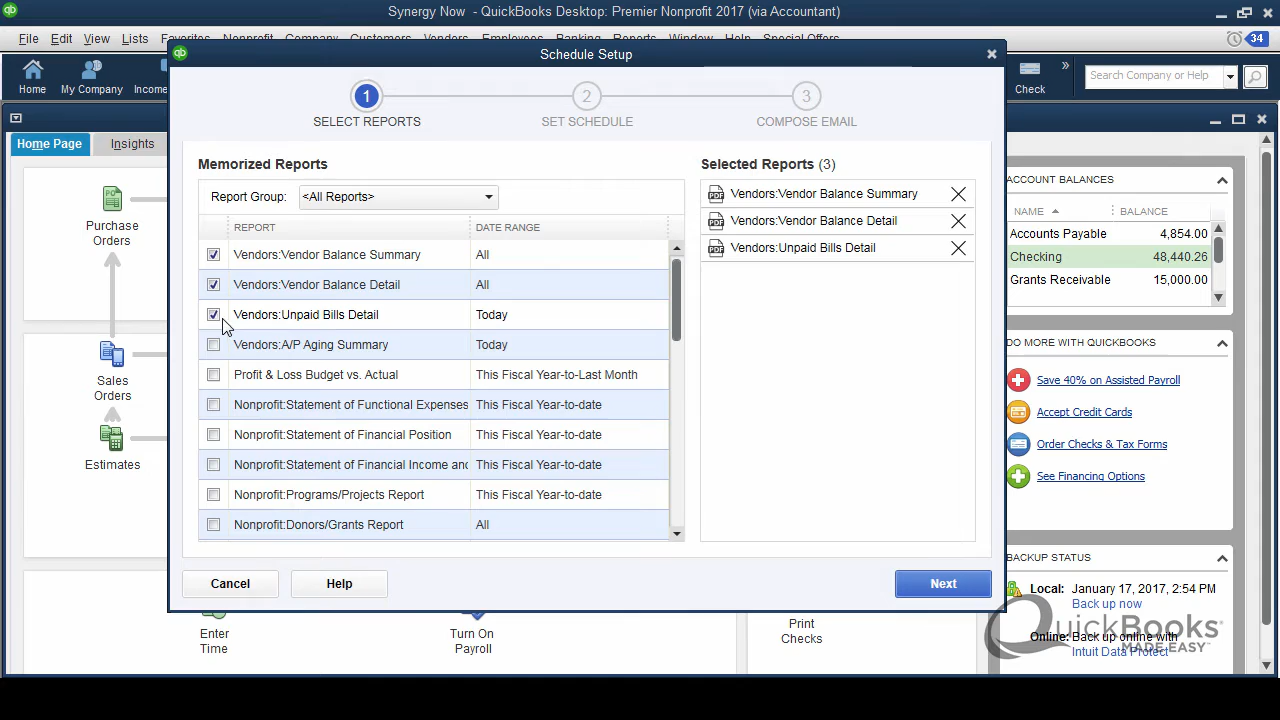 Synergy Now - QuickBooks Desktop: Premier Nonprofit 2017 (via Accountant)
File Edit View Lists Favorites Nonprofit Company Customers Vendors Employees Banking Reports Window Help Special Offers
34
Home
My Company
Incom
Check
»
Search Company or Help
Schedule Setup
1
2
3
SELECT REPORTS
SET SCHEDULE
COMPOSE EMAIL
Home Page
Insights
Memorized Reports
Report Group: <All Reports>
REPORT DATE RANGE
Vendors:Vendor Balance Summary All
Vendors:Vendor Balance Detail All
Vendors:Unpaid Bills Detail Today
Vendors:A/P Aging Summary Today
Profit & Loss Budget vs. Actual This Fiscal Year-to-Last Month
Nonprofit:Statement of Functional Expenses This Fiscal Year-to-date
Nonprofit:Statement of Financial Position This Fiscal Year-to-date
Nonprofit:Statement of Financial Income and This Fiscal Year-to-date
Nonprofit:Programs/Projects Report This Fiscal Year-to-date
Nonprofit:Donors/Grants Report All
Selected Reports (3)
PDF Vendors:Vendor Balance Summary
PDF Vendors:Vendor Balance Detail
PDF Vendors:Unpaid Bills Detail
Cancel
Help
Next
PO
Purchase
Orders
Sales
Orders
Estimates
Enter
Time
Turn On
Payroll
Print
Checks
ACCOUNT BALANCES
NAME BALANCE
Accounts Payable 4,854.00
Checking 48,440.26
Grants Receivable 15,000.00
DO MORE WITH QUICKBOOKS
Save 40% on Assisted Payroll
Accept Credit Cards
Order Checks & Tax Forms
See Financing Options
BACKUP STATUS
Local: January 17, 2017, 2:54 PM
Back up now
Online: Back up online with
Intuit Data Protect
QuickBooks
MADE EASY